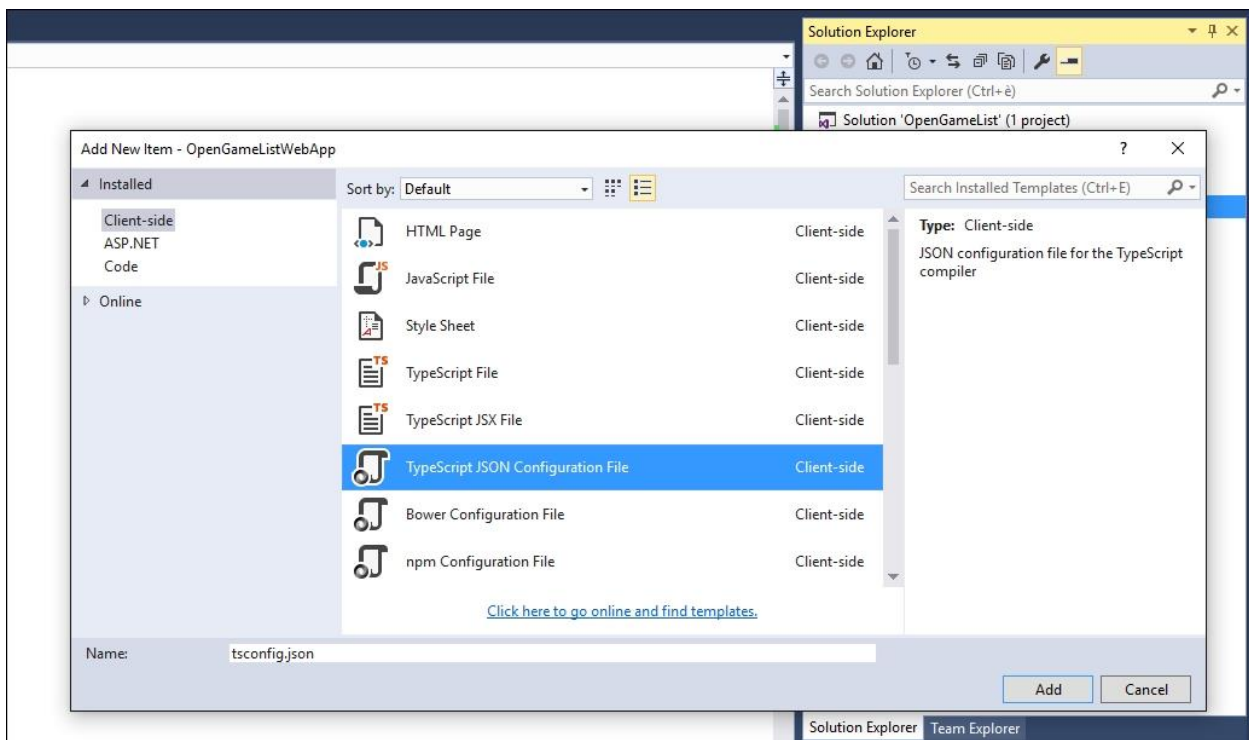 Solution Explorer
Search Solution Explorer (Ctrl+è)
Solution 'OpenGameList' (1 project)
Add New Item - OpenGameListWebApp
?
Installed
Client-side
ASP.NET
Code
Online
Sort by: Default
Search Installed Templates (Ctrl+E)
HTML Page Client-side
JavaScript File Client-side
Style Sheet Client-side
TypeScript File Client-side
TypeScript JSX File Client-side
TypeScript JSON Configuration File Client-side
Bower Configuration File Client-side
npm Configuration File Client-side
Click here to go online and find templates.
Type: Client-side
JSON configuration file for the TypeScript
compiler
Name: tsconfig.json
Add Cancel
Solution Explorer Team Explorer